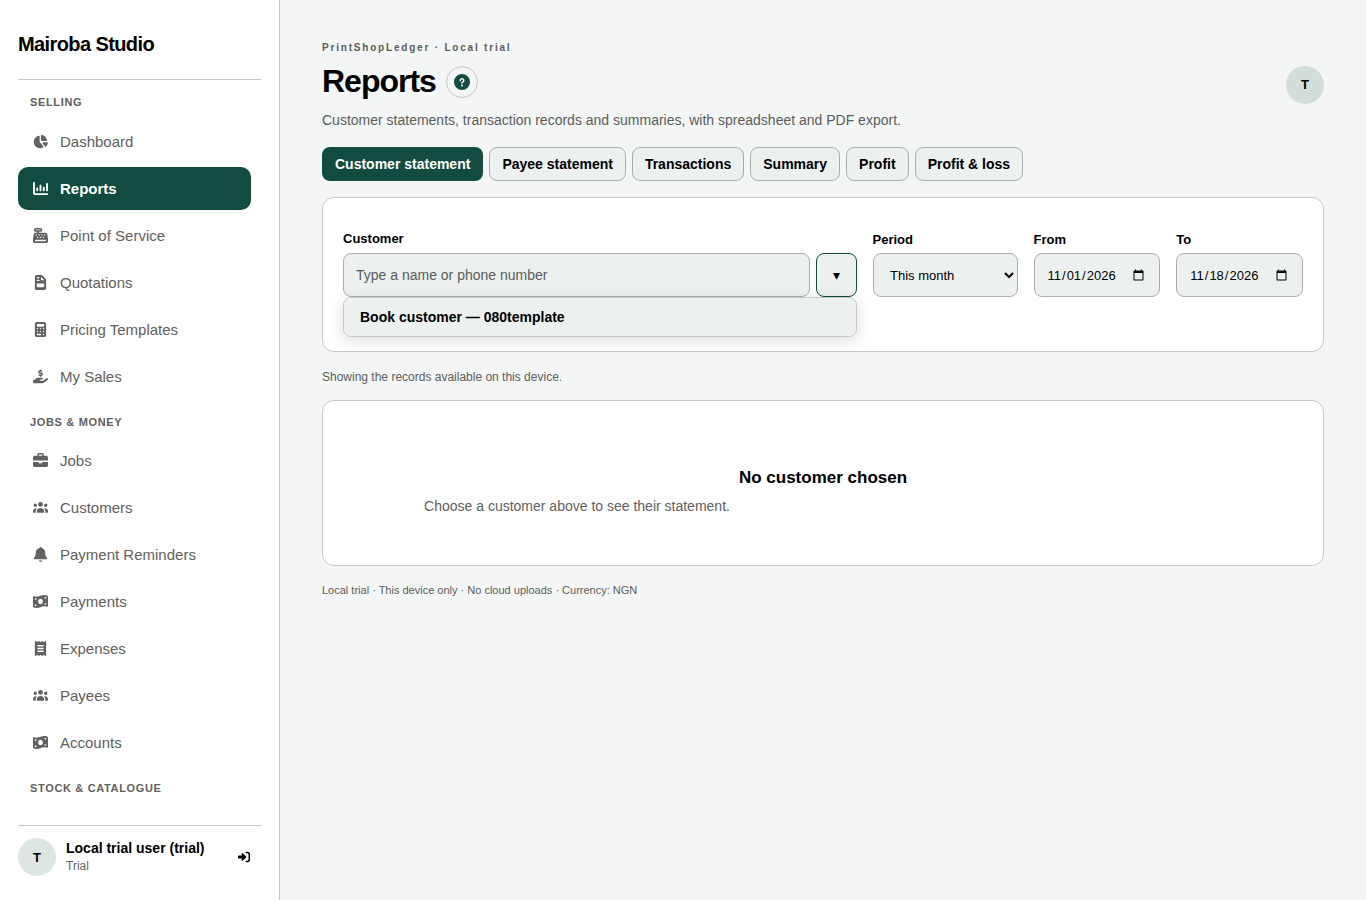 Mairoba Studio
SELLING
Dashboard
Reports
Point of Service
Quotations
Pricing Templates
My Sales
JOBS & MONEY
Jobs
Customers
Payment Reminders
Payments
Expenses
Payees
Accounts
STOCK & CATALOGUE
T
Local trial user (trial)
Trial
PrintShopLedger · Local trial
Reports ?
T
Customer statements, transaction records and summaries, with spreadsheet and PDF export.
Customer statement Payee statement Transactions Summary Profit Profit & loss
Customer Period From To
Type a name or phone number ▾ This month 11/01/2026 11/18/2026
Book customer — 080template
Showing the records available on this device.
No customer chosen
Choose a customer above to see their statement.
Local trial · This device only · No cloud uploads · Currency: NGN